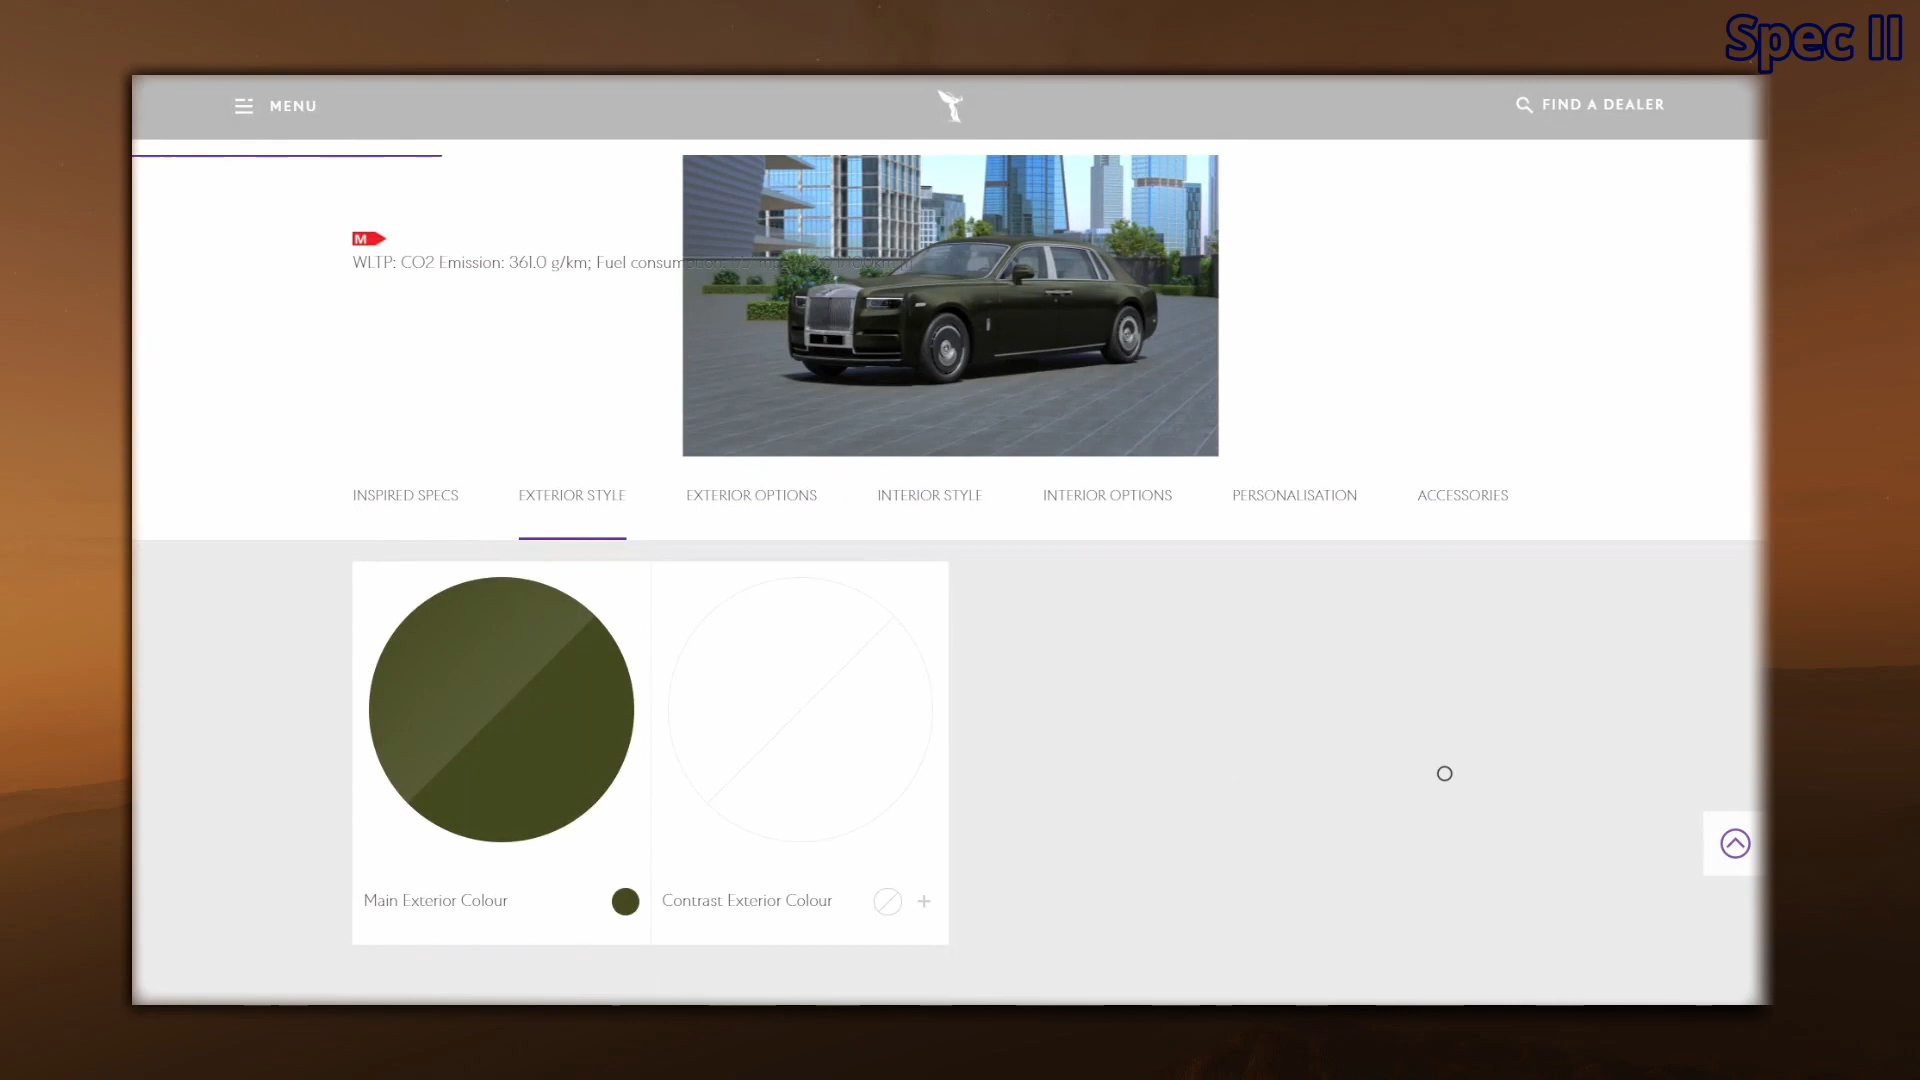 Spec II
MENU
FIND A DEALER
M
WLTP: CO2 Emission: 361.0 g/km; Fuel
INSPIRED SPECS
EXTERIOR STYLE
EXTERIOR OPTIONS
INTERIOR STYLE
INTERIOR OPTIONS
PERSONALISATION
ACCESSORIES
Main Exterior Colour
Contrast Exterior Colour